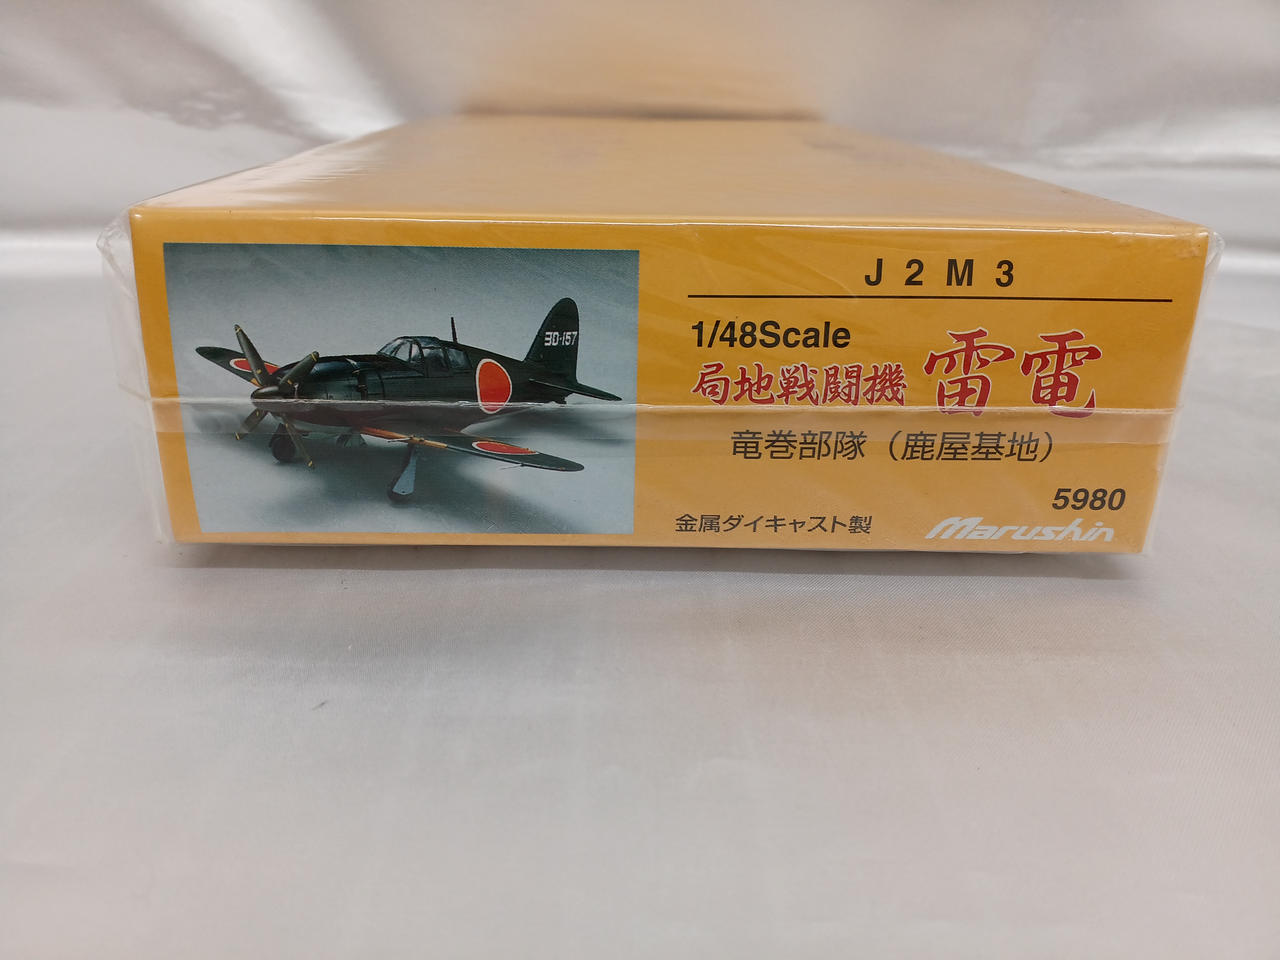 J2M3
1/48Scale
局地戦闘機 雷電
竜巻部隊（鹿屋基地）
5980
金属ダイキャスト製 Marushin
3D-157